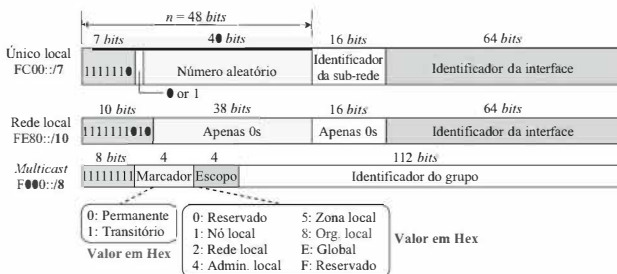 n = 48 bits
7 bits 40 bits 16 bits 64 bits
Único local
FC00::/7
11111110
Número aleatório
Identificador
da sub-rede
Identificador da interface
0 or 1
10 bits 38 bits 16 bits 64 bits
Rede local
FE80::/10
1111111010
Apenas 0s
Apenas 0s
Identificador da interface
8 bits 4 4 112 bits
Multicast
F000::/8
11111111
Marcador
Escopo
Identificador do grupo
0: Permanente
1: Transitório
Valor em Hex
0: Reservado 5: Zona local
1: Nó local 8: Org. local
2: Rede local E: Global
4: Admin. local F: Reservado
Valor em Hex